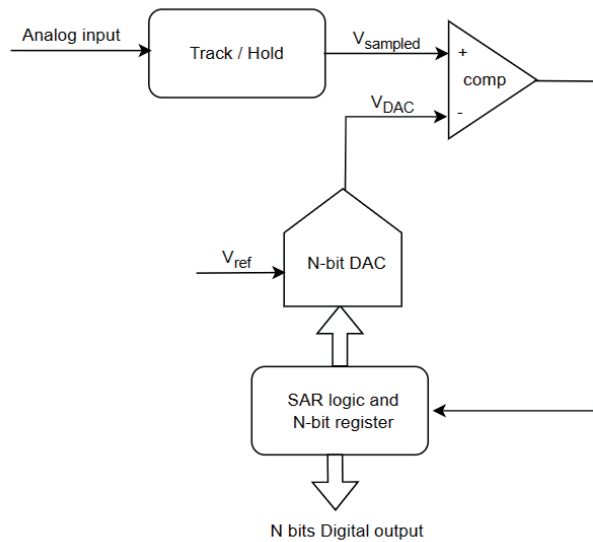 Analog input
Track / Hold
Vsampled
+
comp
VDAC
-
Vref
N-bit DAC
SAR logic and
N-bit register
N bits Digital output